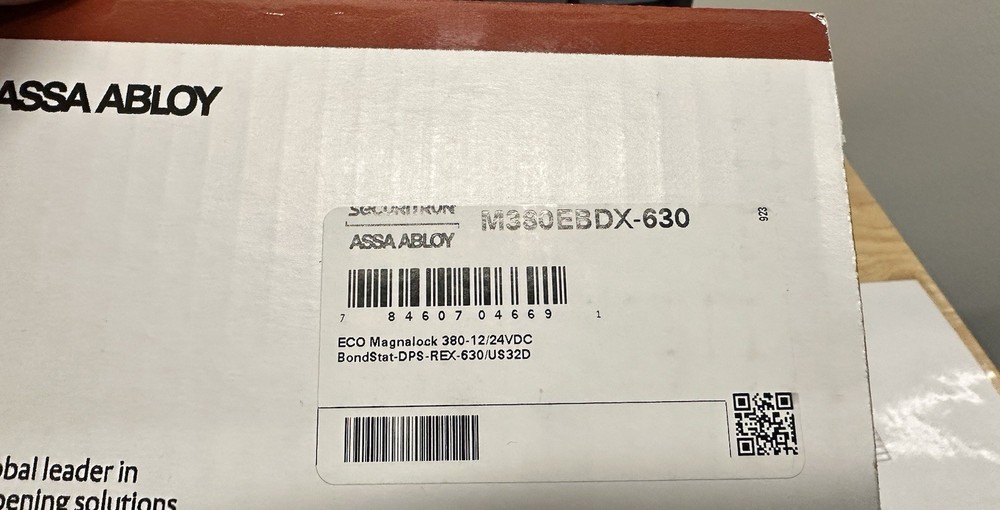 ASSA ABLOY
SECURITRON
M380EBDX-630
923
ASSA ABLOY
7 84607 04669 1
ECO Magnalock 380-12/24VDC
BondStat-DPS-REX-630/US32D
obal leader in
pening solutions